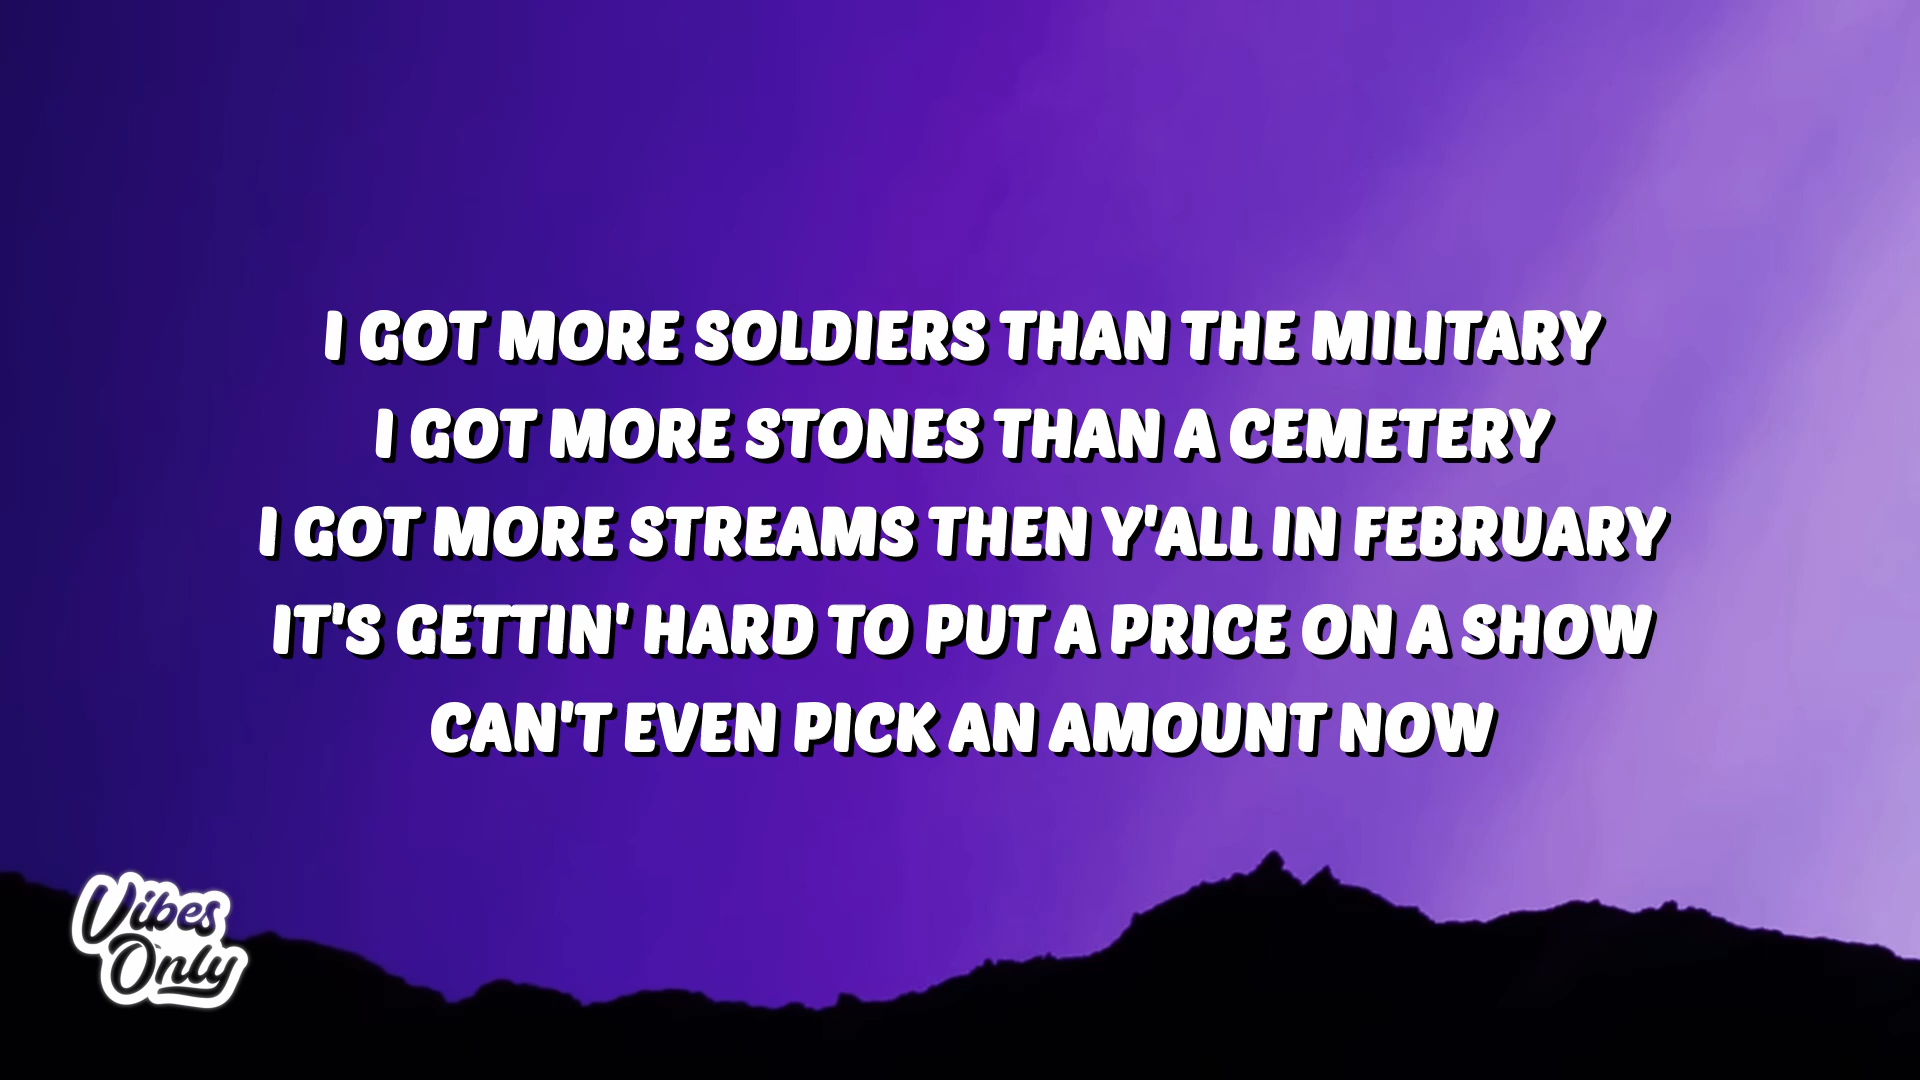 I GOT MORE SOLDIERS THAN THE MILITARY
I GOT MORE STONES THAN A CEMETERY
I GOT MORE STREAMS THEN Y'ALL IN FEBRUARY
IT'S GETTIN' HARD TO PUT A PRICE ON A SHOW
CAN'T EVEN PICK AN AMOUNT NOW
Vibes
Only